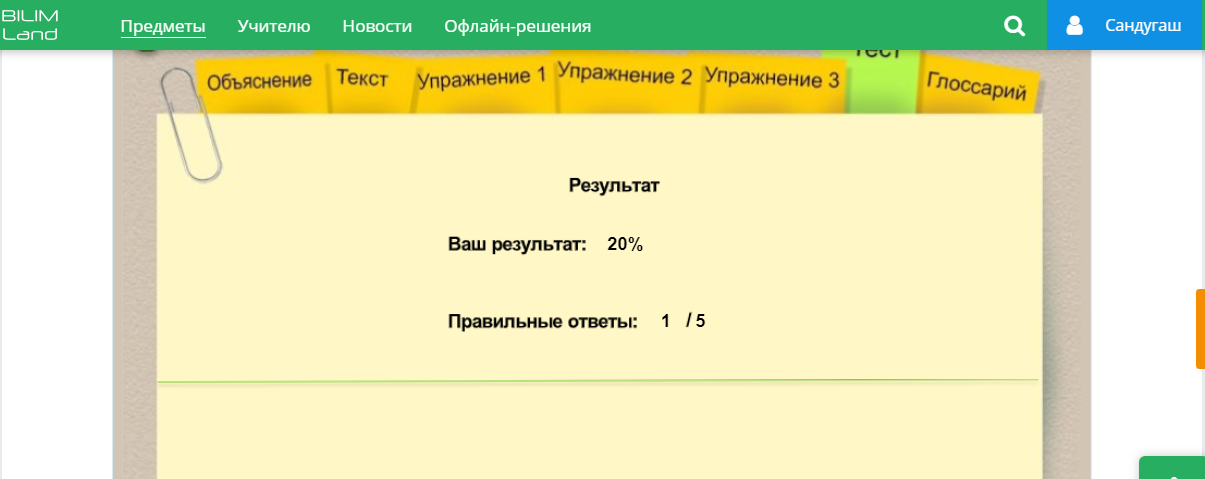 BILIM
Land
Предметы
Учителю
Новости
Офлайн-решения
Сандугаш
Объяснение
Текст
Упражнение 1
Упражнение 2
Упражнение 3
Тест
Глоссарий
Результат
Ваш результат: 20%
Правильные ответы: 1 / 5